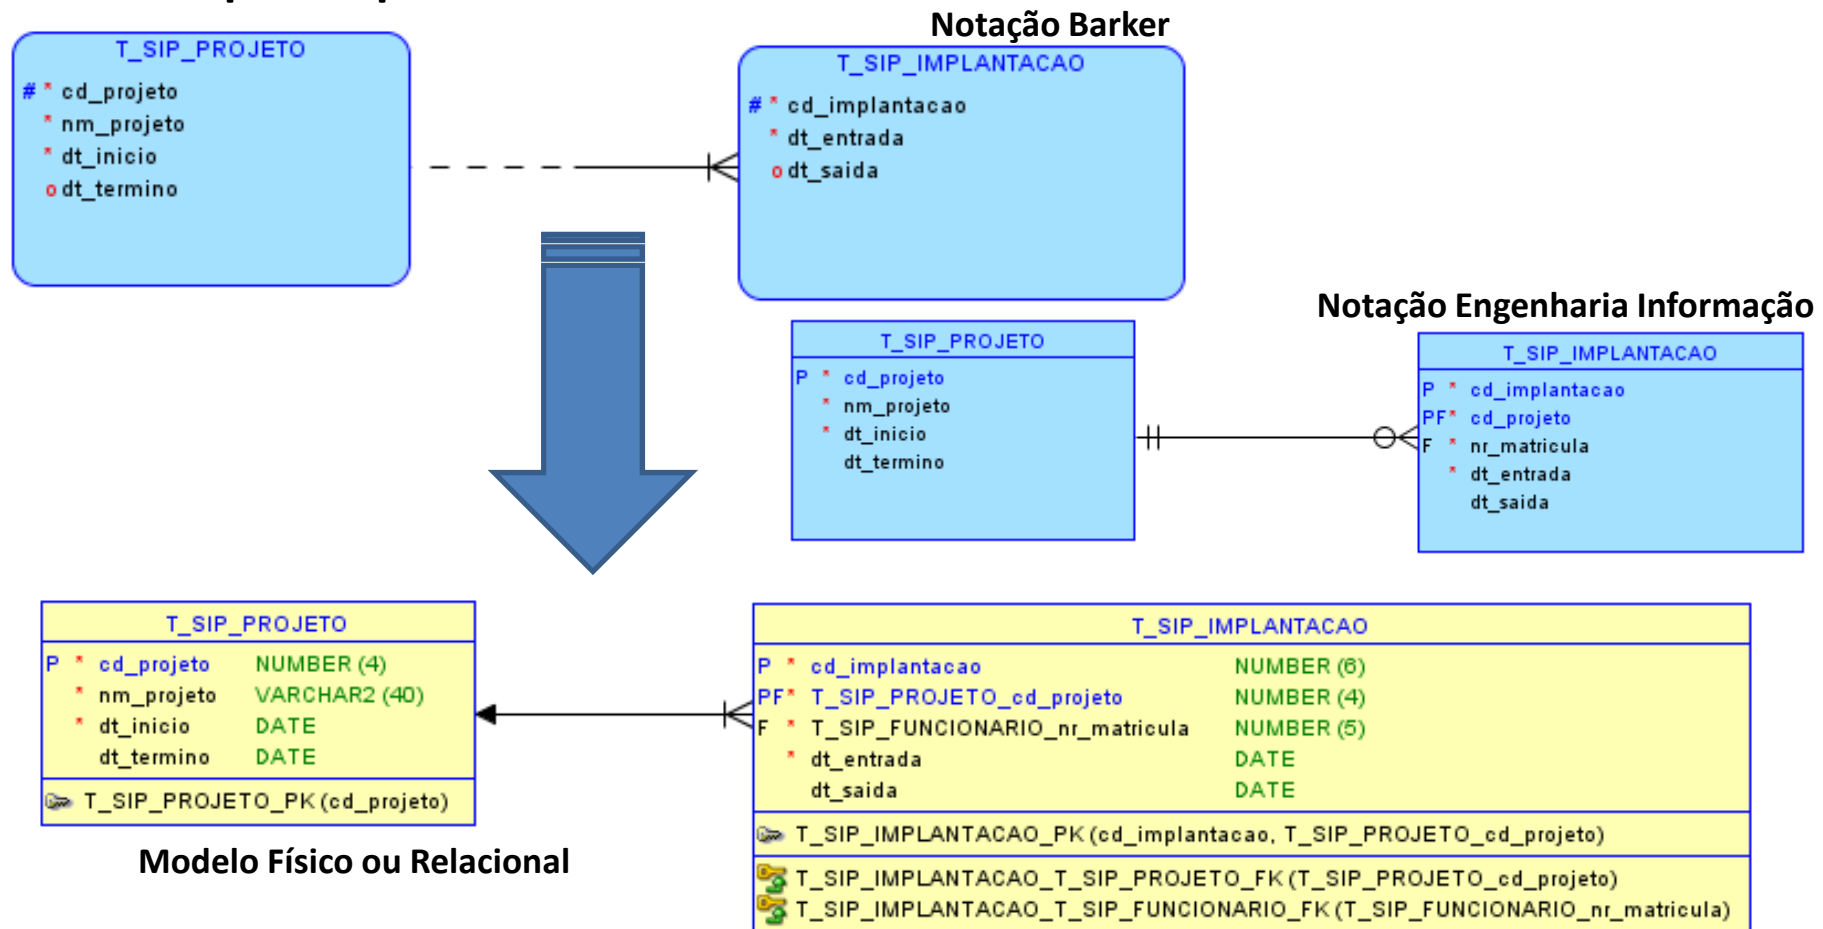 Notação Barker
T_SIP_PROJETO
# * cd_projeto
* nm_projeto
* dt_inicio
o dt_termino
T_SIP_IMPLANTACAO
# * cd_implantacao
* dt_entrada
o dt_saida
Notação Engenharia Informação
T_SIP_PROJETO
P * cd_projeto
* nm_projeto
* dt_inicio
dt_termino
T_SIP_IMPLANTACAO
P * cd_implantacao
PF* cd_projeto
F * nr_matricula
* dt_entrada
dt_saida
T_SIP_PROJETO
P * cd_projeto NUMBER (4)
* nm_projeto VARCHAR2 (40)
* dt_inicio DATE
dt_termino DATE
T_SIP_PROJETO_PK (cd_projeto)
T_SIP_IMPLANTACAO
P * cd_implantacao NUMBER (6)
PF* T_SIP_PROJETO_cd_projeto NUMBER (4)
F * T_SIP_FUNCIONARIO_nr_matricula NUMBER (5)
* dt_entrada DATE
dt_saida DATE
T_SIP_IMPLANTACAO_PK (cd_implantacao, T_SIP_PROJETO_cd_projeto)
T_SIP_IMPLANTACAO_T_SIP_PROJETO_FK (T_SIP_PROJETO_cd_projeto)
T_SIP_IMPLANTACAO_T_SIP_FUNCIONARIO_FK (T_SIP_FUNCIONARIO_nr_matricula)
Modelo Físico ou Relacional